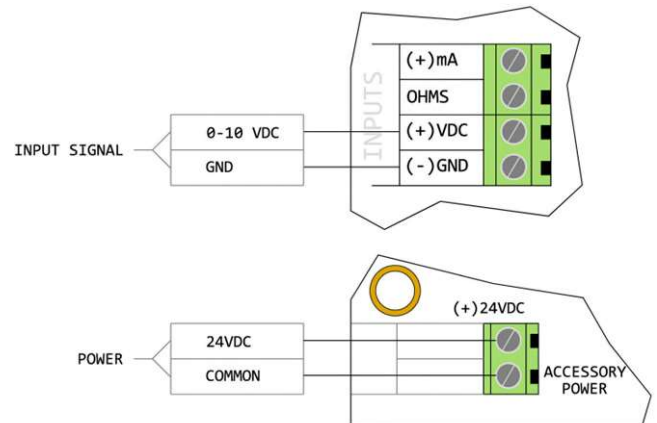 INPUTS
(+)mA
OHMS
0-10 VDC
(+)VDC
INPUT SIGNAL
GND
(-)GND
(+)24VDC
24VDC
POWER
COMMON
ACCESSORY
POWER